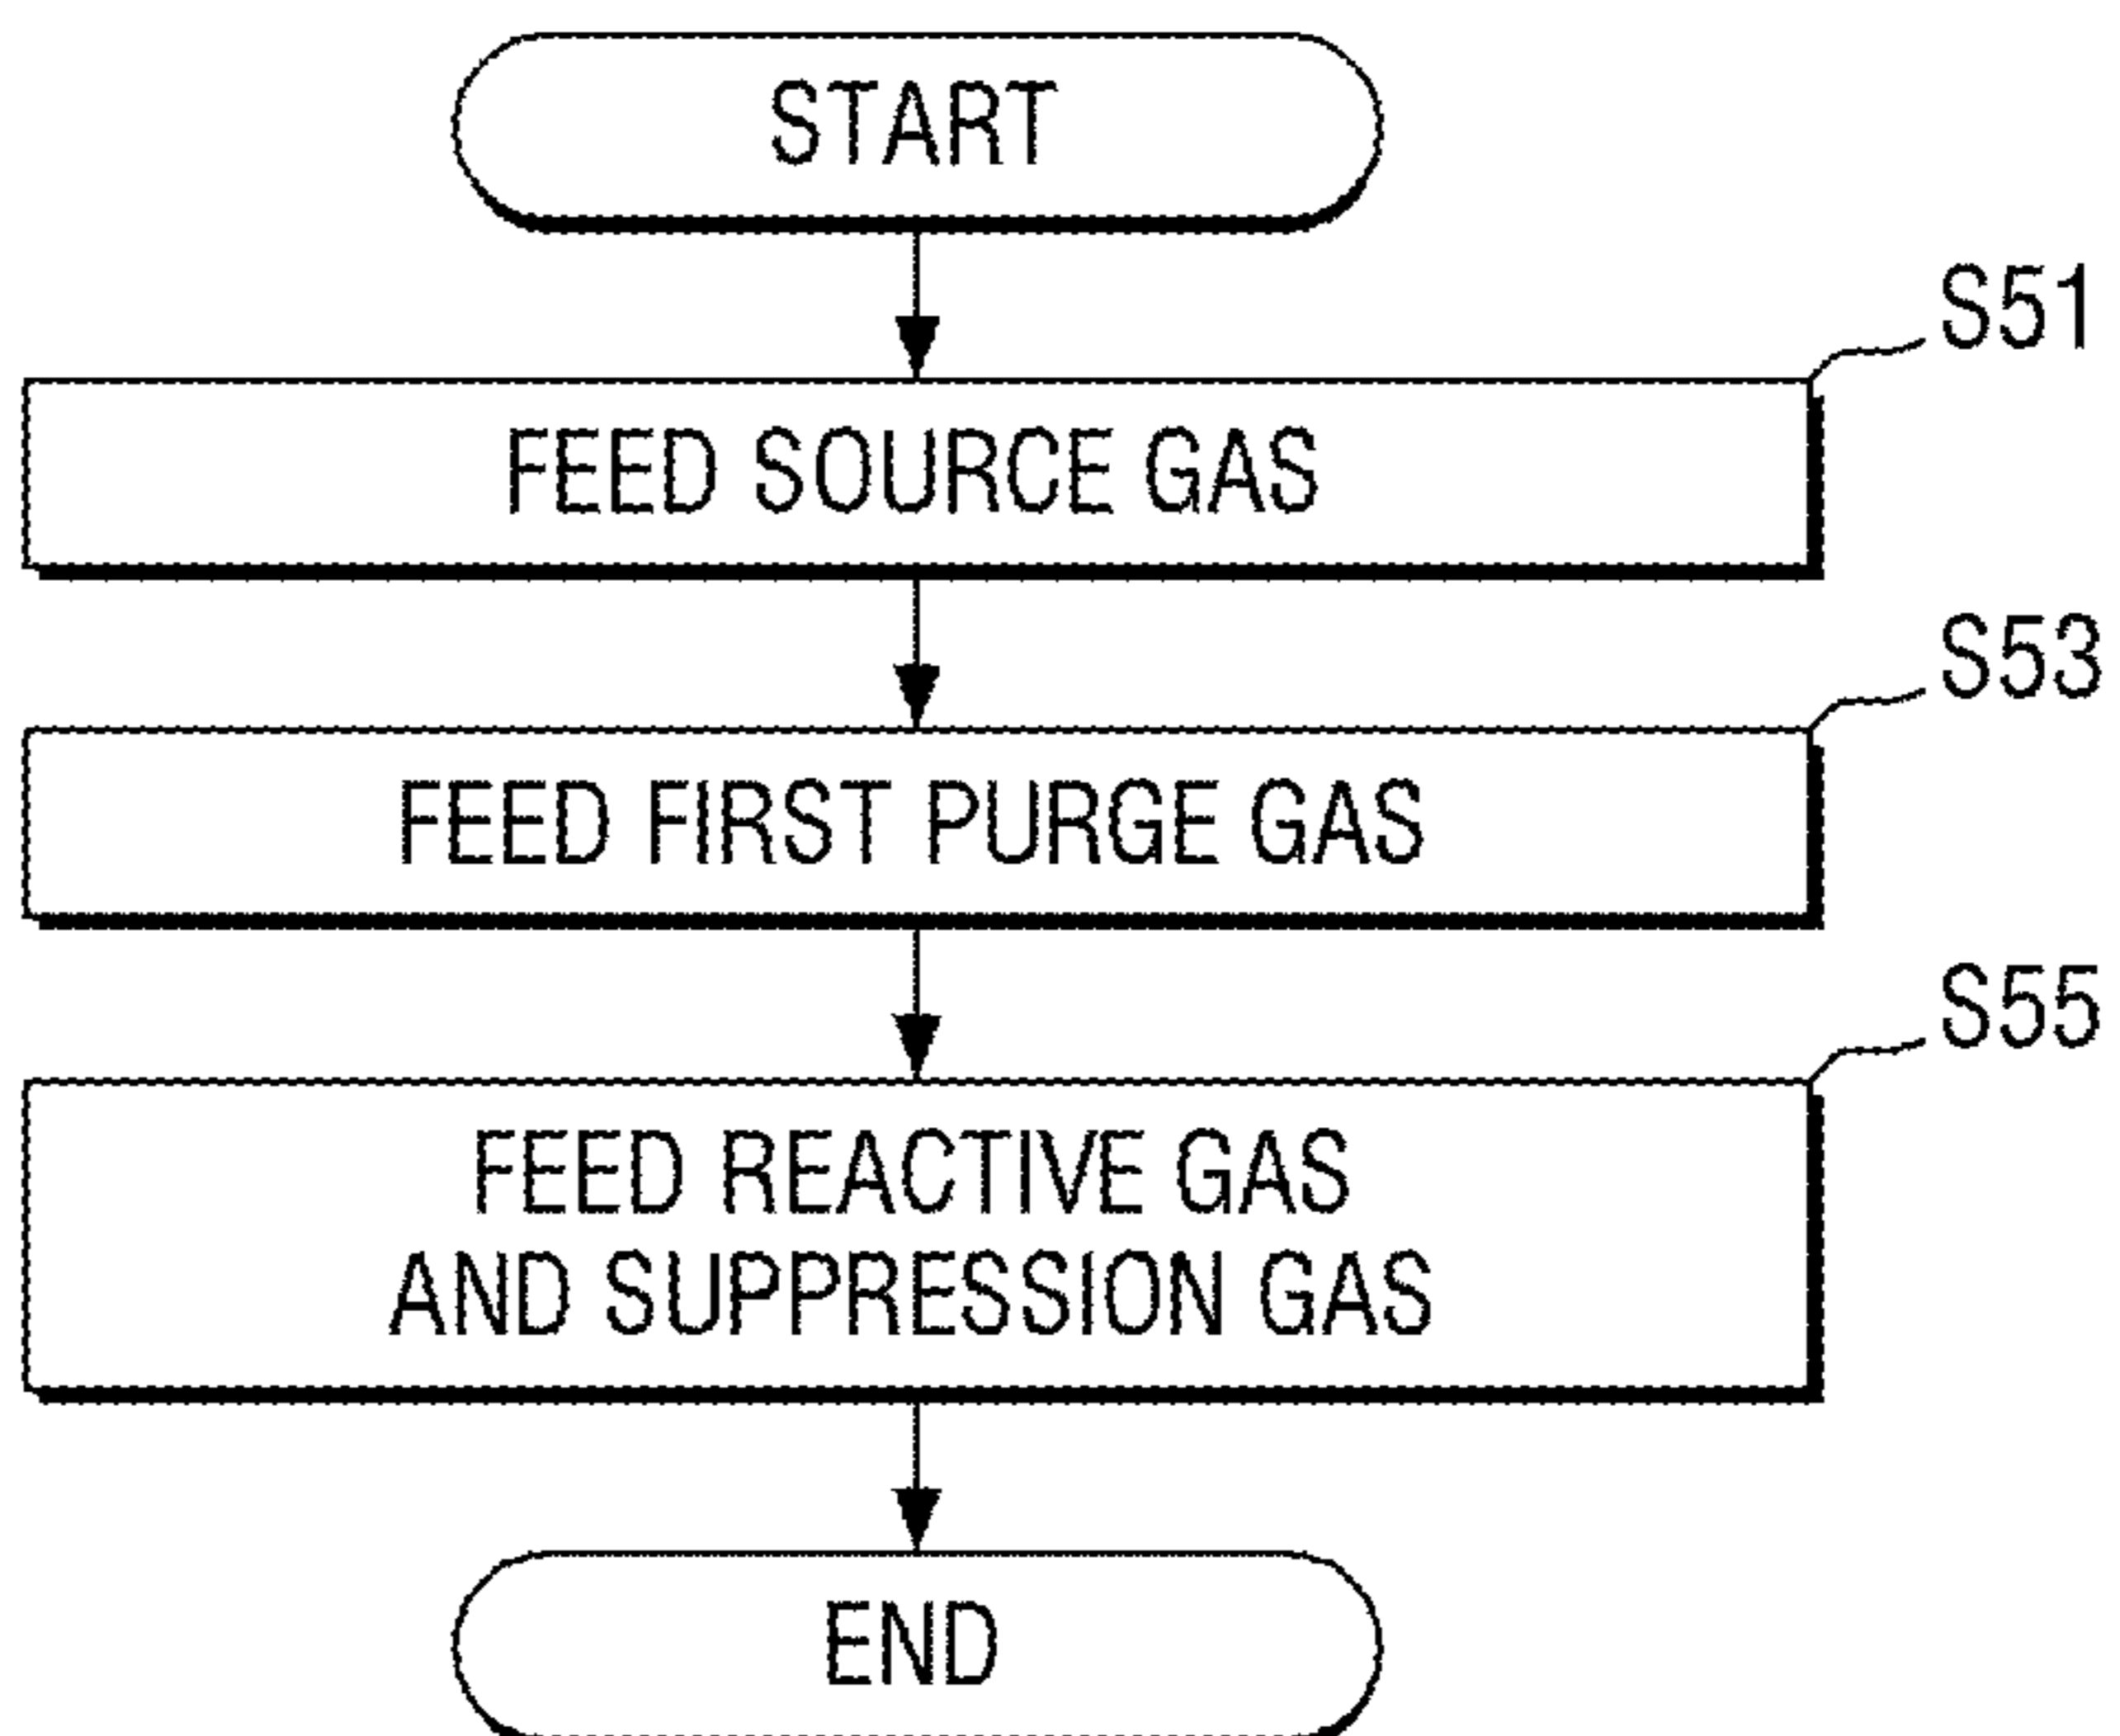 START
S51
FEED SOURCE GAS
S53
FEED FIRST PURGE GAS
S55
FEED REACTIVE GAS
AND SUPPRESSION GAS
END